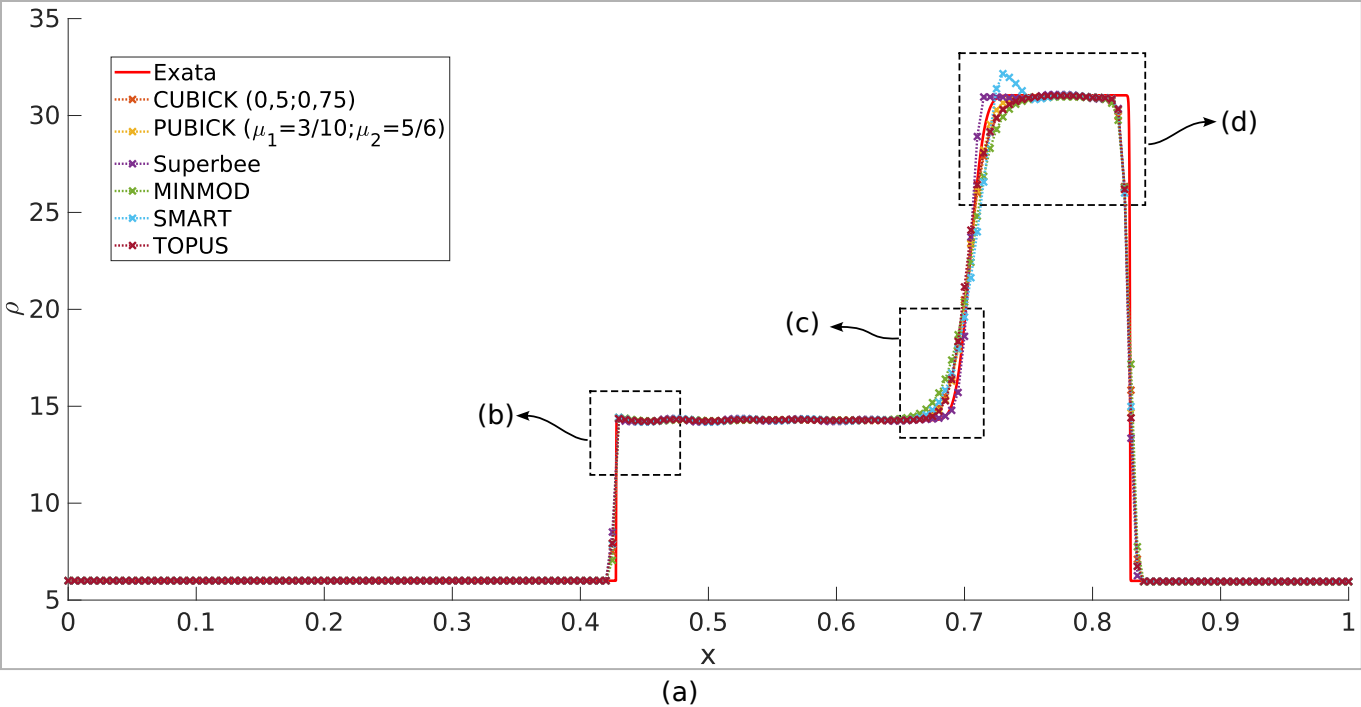 35
30
25
20
15
10
5
ρ
Exata
CUBICK (0,5;0,75)
PUBICK (μ₁=3/10;μ₂=5/6)
Superbee
MINMOD
SMART
TOPUS
(d)
(c)
(b)
0 0.1 0.2 0.3 0.4 0.5 0.6 0.7 0.8 0.9 1
x
(a)